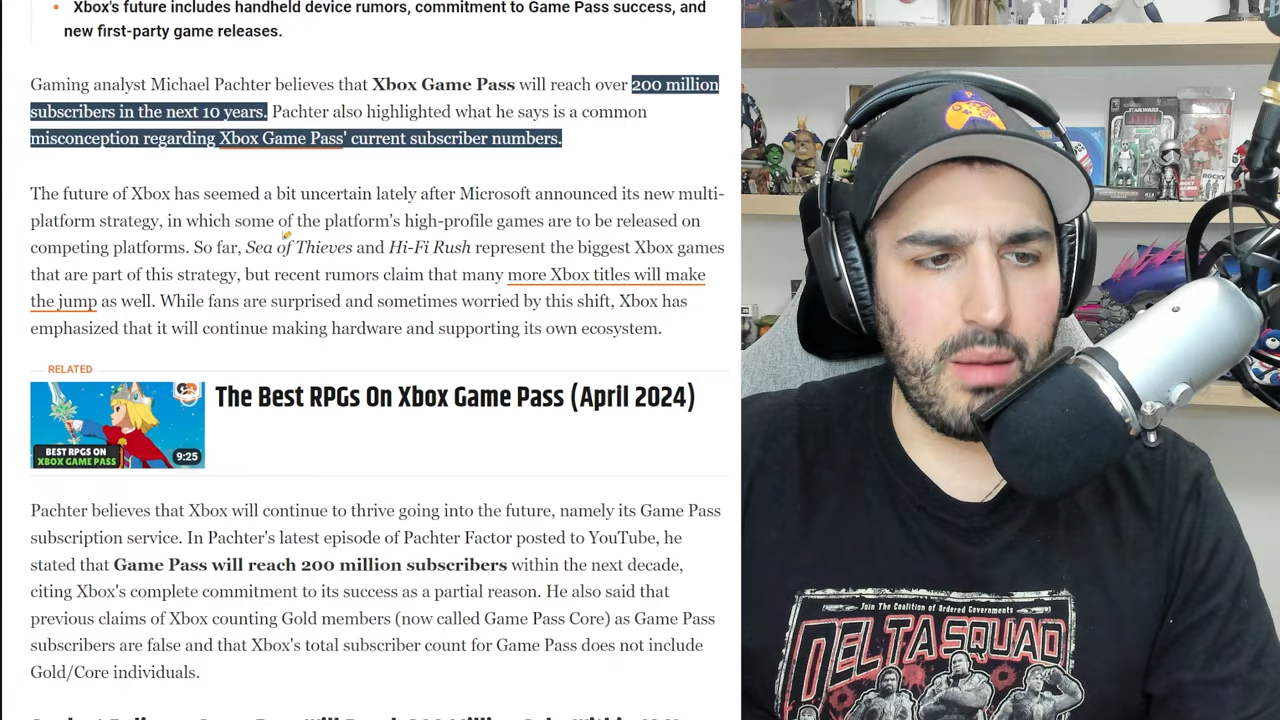 Xbox's future includes handheld device rumors, commitment to Game Pass success, and
new first-party game releases.
Gaming analyst Michael Pachter believes that Xbox Game Pass will reach over 200 million
subscribers in the next 10 years. Pachter also highlighted what he says is a common
misconception regarding Xbox Game Pass' current subscriber numbers.
The future of Xbox has seemed a bit uncertain lately after Microsoft announced its new multi-
platform strategy, in which some of the platform's high-profile games are to be released on
competing platforms. So far, Sea of Thieves and Hi-Fi Rush represent the biggest Xbox games
that are part of this strategy, but recent rumors claim that many more Xbox titles will make
the jump as well. While fans are surprised and sometimes worried by this shift, Xbox has
emphasized that it will continue making hardware and supporting its own ecosystem.
RELATED
The Best RPGs On Xbox Game Pass (April 2024)
BEST RPGS ON
XBOX GAME PASS
9:25
Pachter believes that Xbox will continue to thrive going into the future, namely its Game Pass
subscription service. In Pachter's latest episode of Pachter Factor posted to YouTube, he
stated that Game Pass will reach 200 million subscribers within the next decade,
citing Xbox's complete commitment to its success as a partial reason. He also said that
previous claims of Xbox counting Gold members (now called Game Pass Core) as Game Pass
subscribers are false and that Xbox's total subscriber count for Game Pass does not include
Gold/Core individuals.
STAR WARS
ROCKY
Join The Coalition of Ordered Governments
DELTA SQUAD